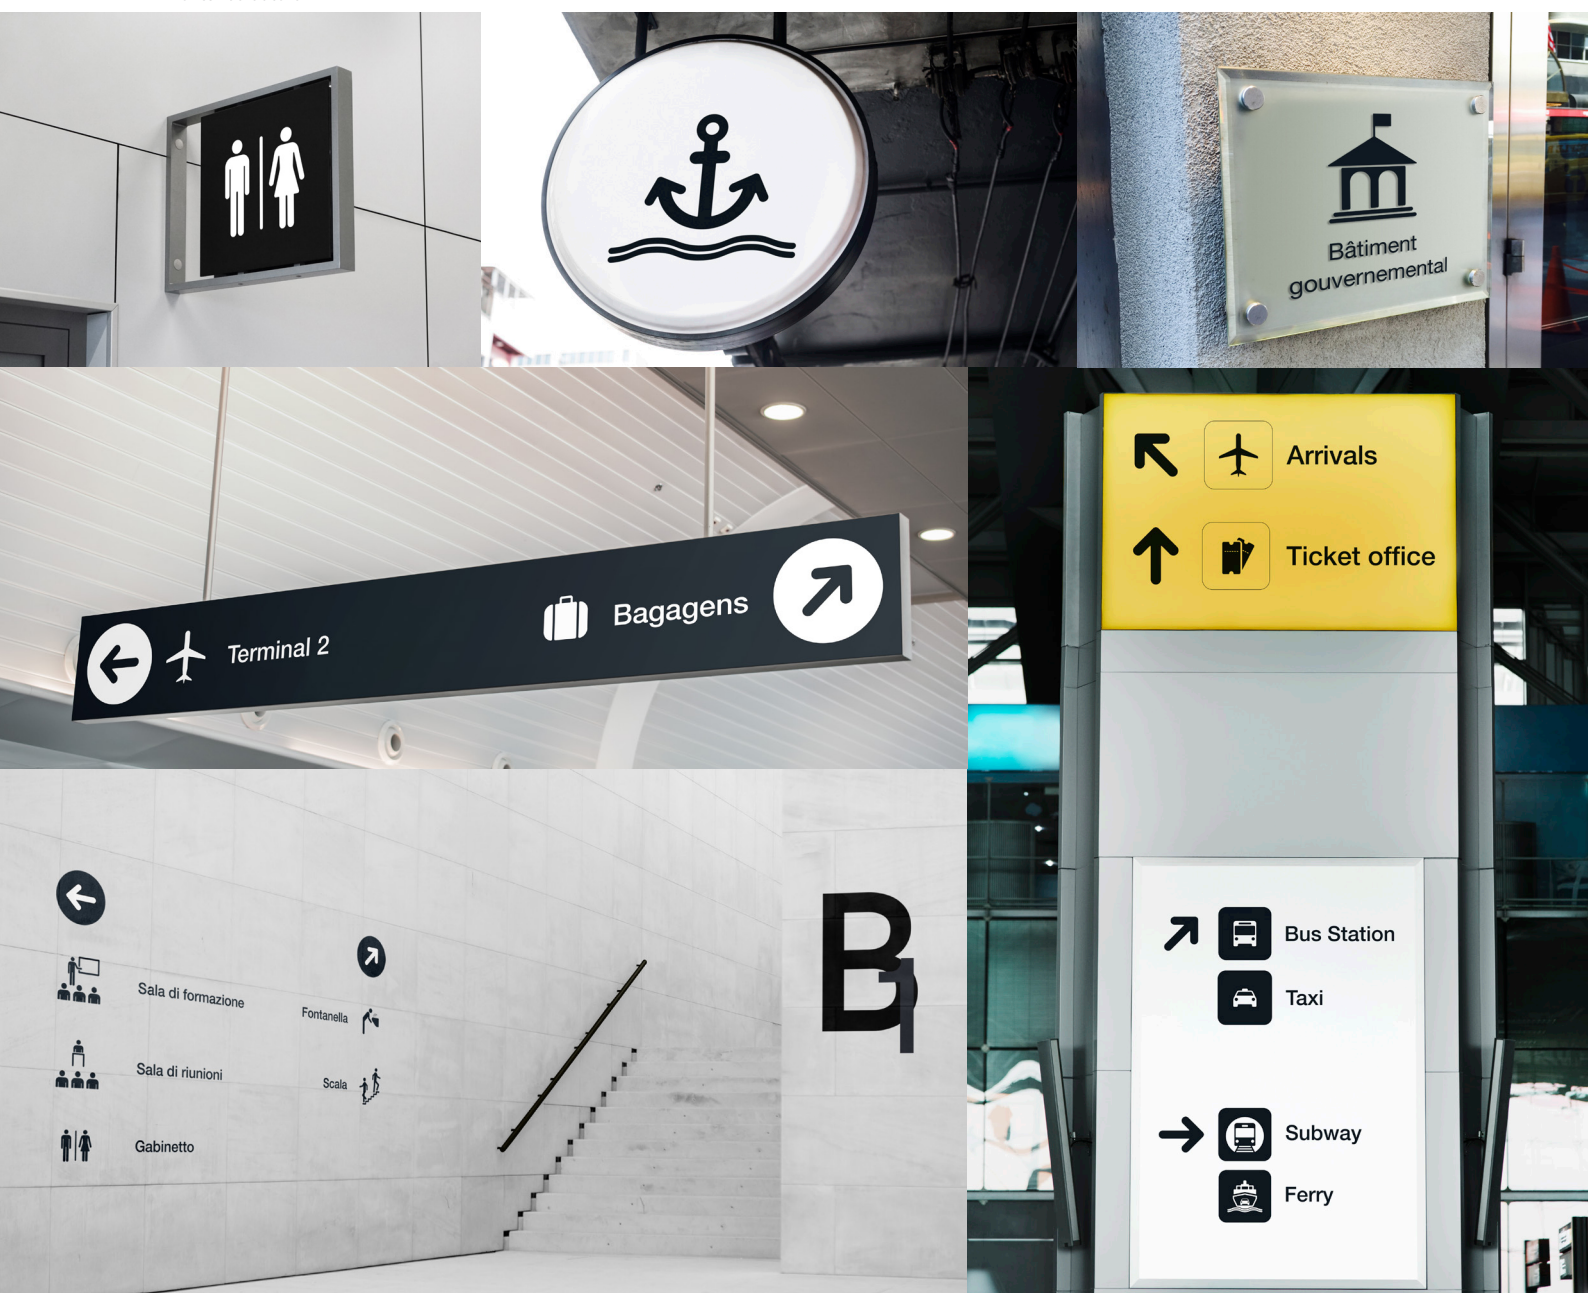 Bâtiment
gouvernemental
Terminal 2
Bagagens
Arrivals
Ticket office
Bus Station
Taxi
Subway
Ferry
Sala di formazione
Sala di riunioni
Gabinetto
Fontanella
Scala
B1